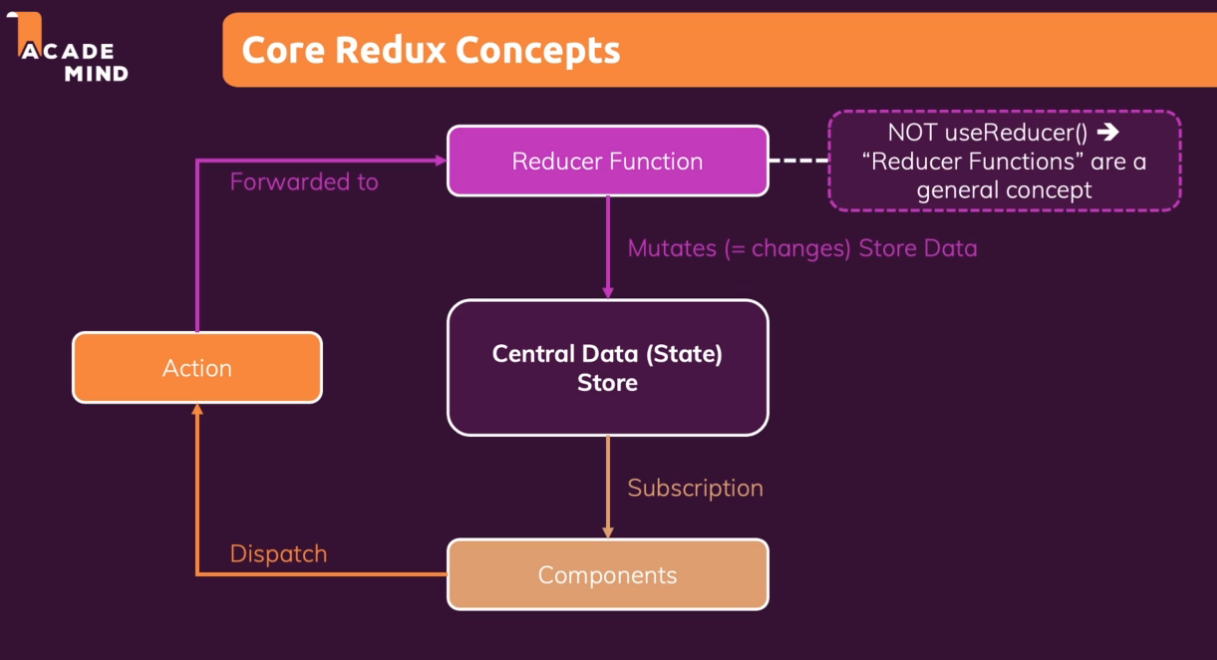 ACADE
MIND
Core Redux Concepts
Reducer Function
NOT useReducer() ➔
“Reducer Functions” are a
general concept
Forwarded to
Mutates (= changes) Store Data
Central Data (State)
Store
Action
Subscription
Dispatch
Components